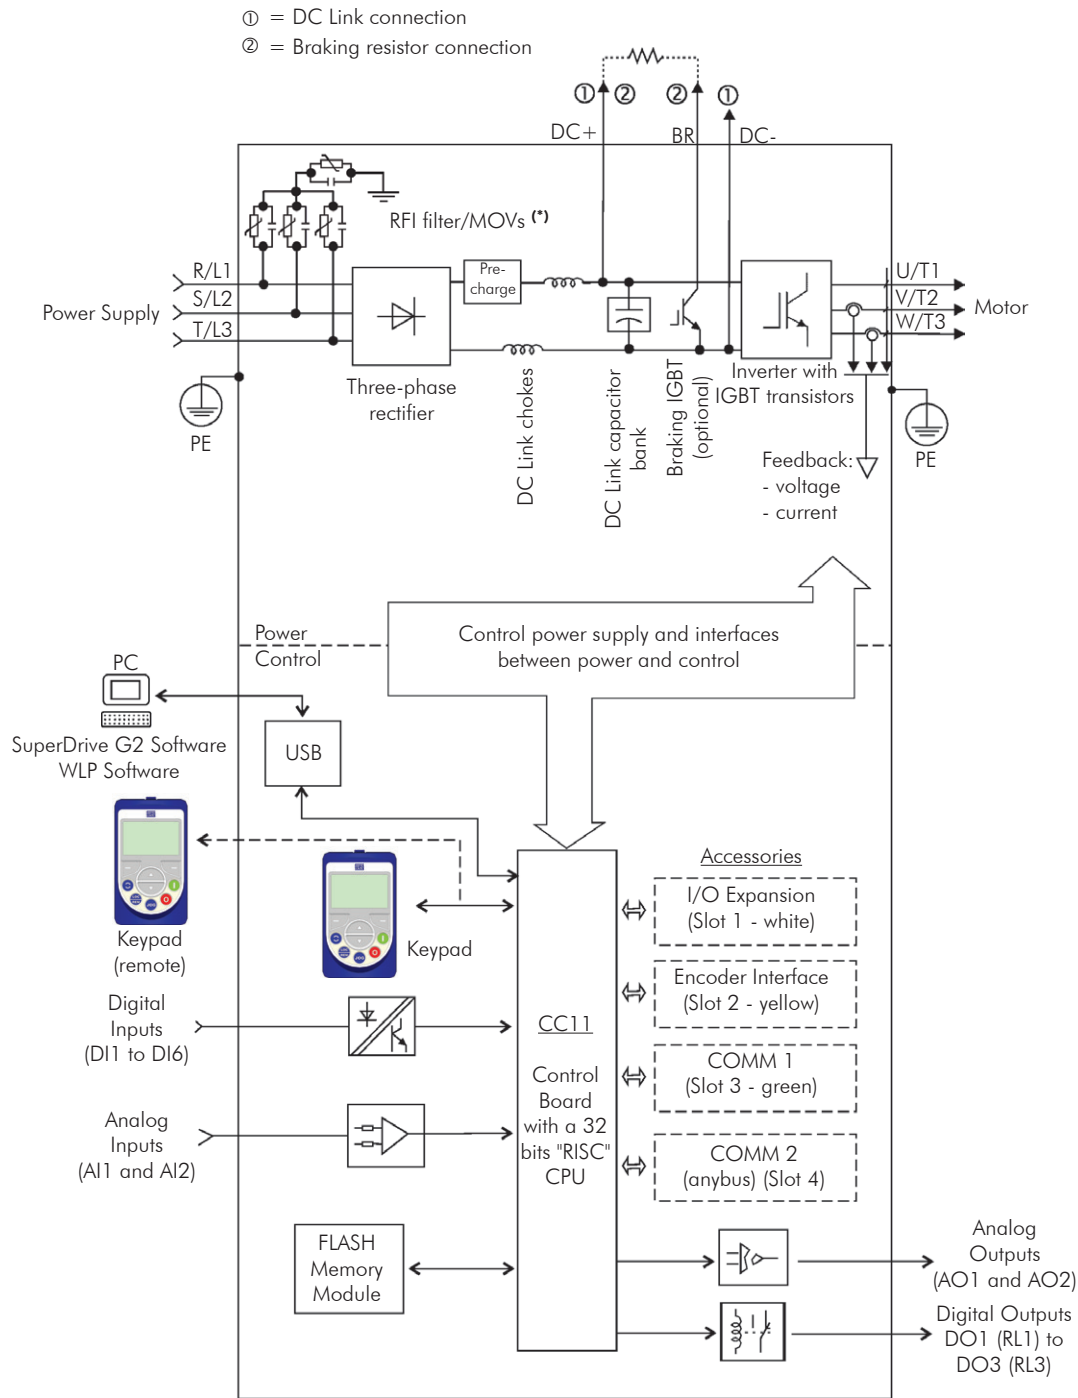 ① = DC Link connection
② = Braking resistor connection
① ② ② ①
DC+ BR DC-
RFI filter/MOVs (*)
R/L1
S/L2
T/L3
Power Supply
Pre-
charge
U/T1
V/T2
W/T3
Motor
Three-phase
rectifier
DC Link chokes
DC Link capacitor
bank
Braking IGBT
(optional)
Inverter with
IGBT transistors
PE
PE
Feedback:
- voltage
- current
Power
Control
Control power supply and interfaces
between power and control
PC
SuperDrive G2 Software
WLP Software
USB
Keypad
(remote)
Keypad
Accessories
I/O Expansion
(Slot 1 - white)
Encoder Interface
(Slot 2 - yellow)
COMM 1
(Slot 3 - green)
COMM 2
(anybus) (Slot 4)
Digital
Inputs
(DI1 to DI6)
CC11
Control
Board
with a 32
bits "RISC"
CPU
Analog
Inputs
(AI1 and AI2)
FLASH
Memory
Module
Analog
Outputs
(AO1 and AO2)
Digital Outputs
DO1 (RL1) to
DO3 (RL3)